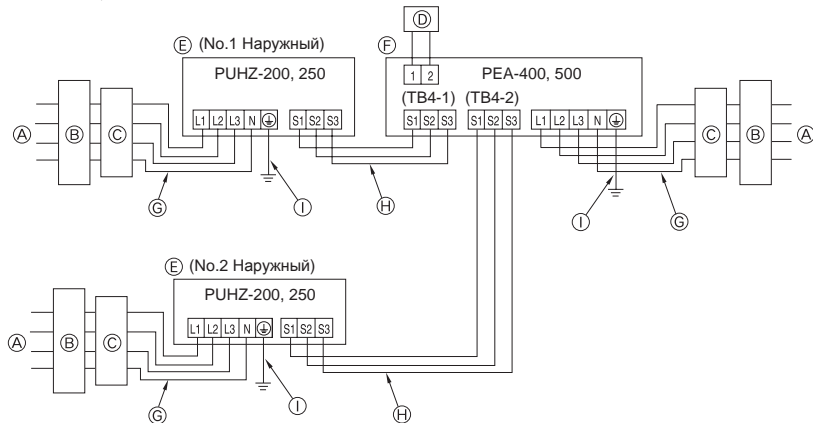 D
E (No.1 Наружный)
F
PUHZ-200, 250
1 2
PEA-400, 500
(TB4-1) (TB4-2)
L1 L2 L3 N
S1 S2 S3
S1 S2 S3
S1 S2 S3
L1 L2 L3 N
A
B
C
C
B
A
G
I
H
I
G
E (No.2 Наружный)
PUHZ-200, 250
L1 L2 L3 N
S1 S2 S3
A
B
C
G
I
H